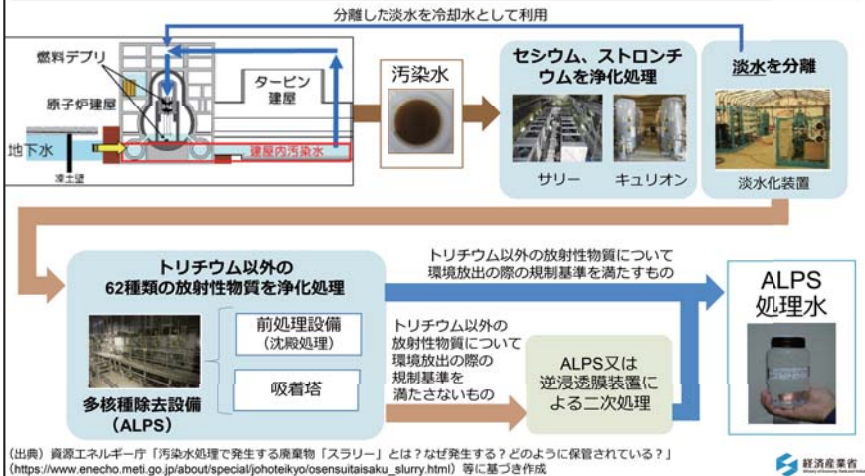 分離した淡水を冷却水として利用
燃料デブリ
原子炉建屋
タービン
建屋
地下水
凍土壁
建屋内汚染水
汚染水
セシウム、ストロンチ
ウムを浄化処理
サリー
キュリオン
淡水を分離
淡水化装置
トリチウム以外の
62種類の放射性物質を浄化処理
前処理設備
（沈殿処理）
吸着塔
多核種除去設備
（ALPS）
トリチウム以外の放射性物質について
環境放出の際の規制基準を満たすもの
トリチウム以外の
放射性物質について
環境放出の際の
規制基準を
満たさないもの
ALPS又は
逆浸透膜装置に
よる二次処理
ALPS
処理水
（出典）資源エネルギー庁「汚染水処理で発生する廃棄物「スラリー」とは？なぜ発生する？どのように保管されている？」
（https://www.enecho.meti.go.jp/about/special/johoteikyo/osensuitaisaku_slurry.html）等に基づき作成
経済産業省
Ministry of Economy, Trade and Industry